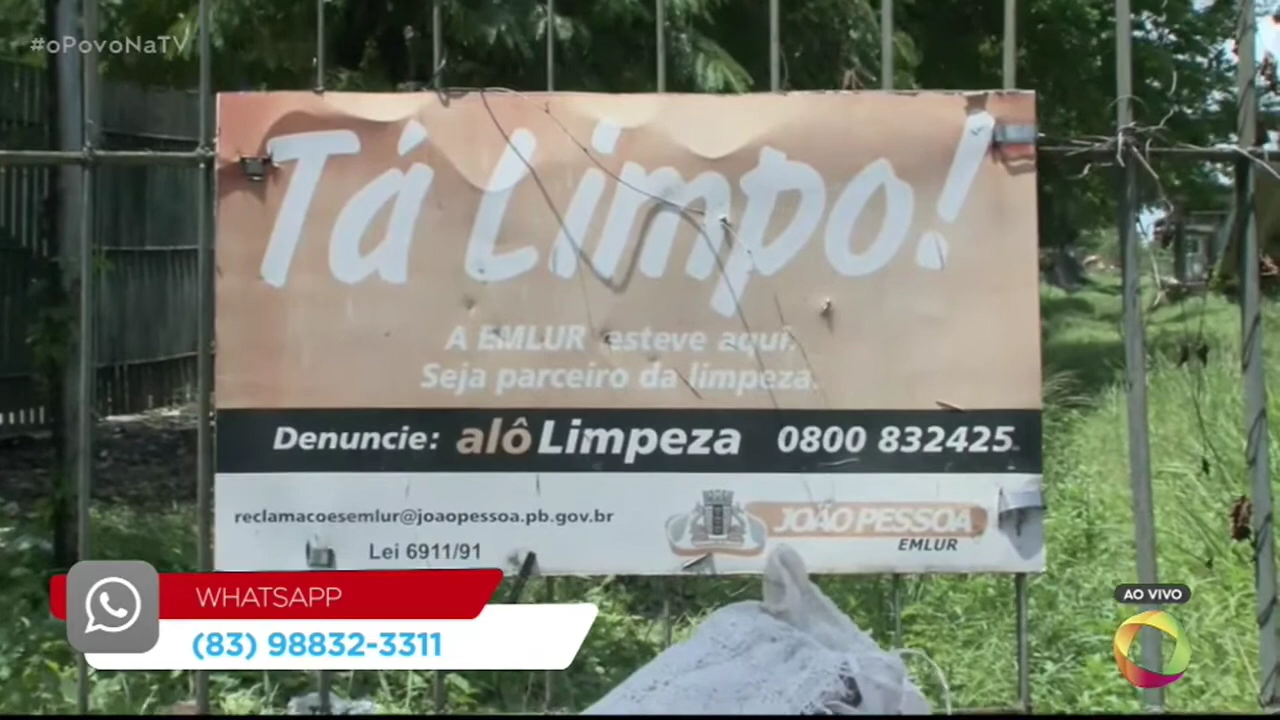 #oPovoNaTV
Tá Limpo!
A EMLUR esteve aqui.
Seja parceiro da limpeza.
Denuncie: alô Limpeza 0800 832425
reclamacoesemlur@joaopessoa.pb.gov.br
JOÃO PESSOA
EMLUR
Lei 6911/91
WHATSAPP
(83) 98832-3311
AO VIVO